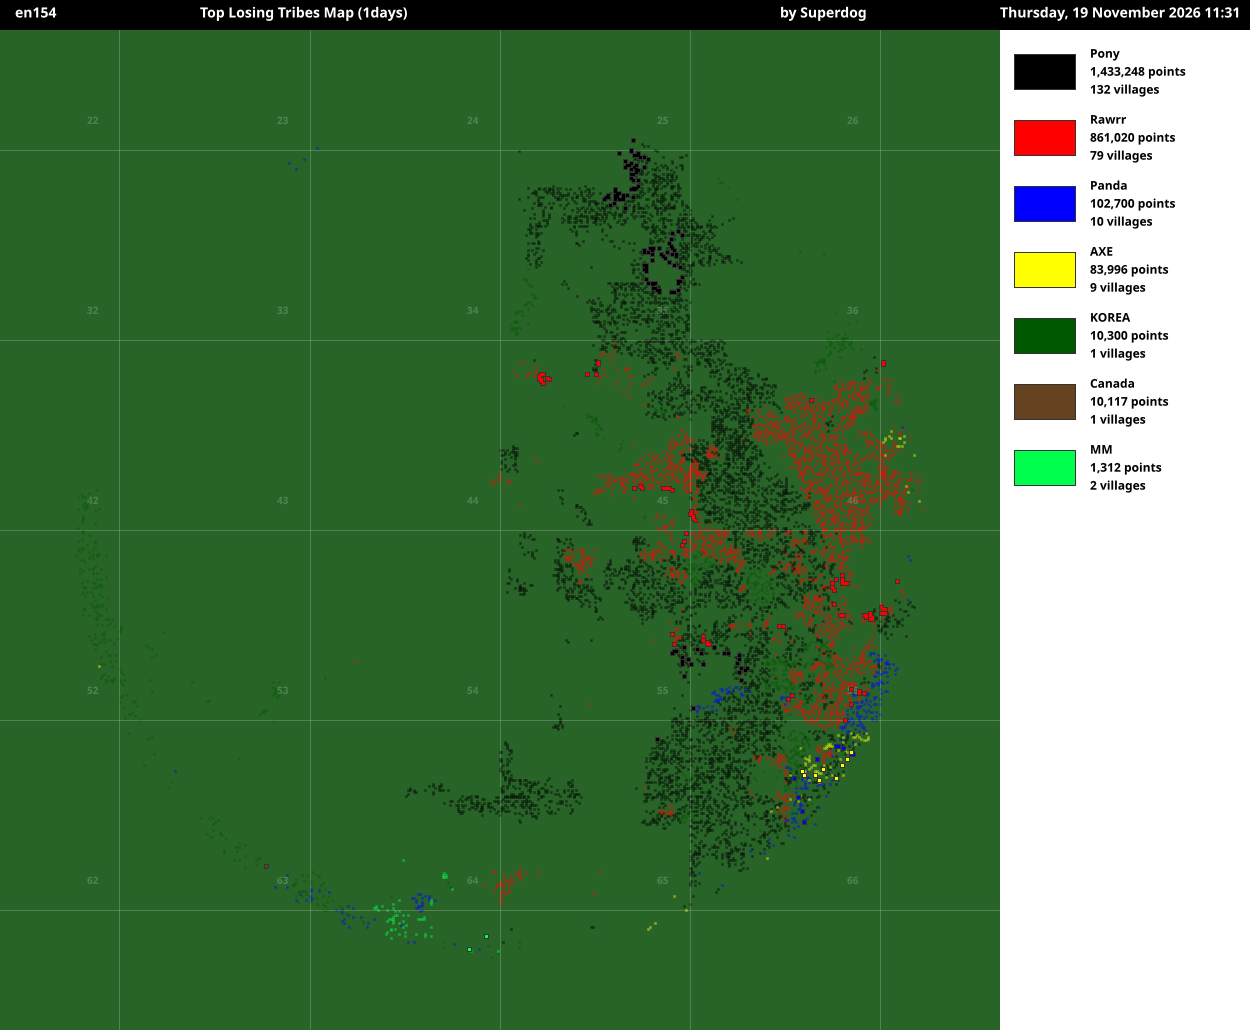 en154
Top Losing Tribes Map (1days)
by Superdog
Thursday, 19 November 2026 11:31
Pony
1,433,248 points
132 villages
Rawrr
861,020 points
79 villages
Panda
102,700 points
10 villages
AXE
83,996 points
9 villages
KOREA
10,300 points
1 villages
Canada
10,117 points
1 villages
MM
1,312 points
2 villages
22 23 24 25 26
32 33 34 35 36
42 43 44 45 46
52 53 54 55
62 63 64 65 66